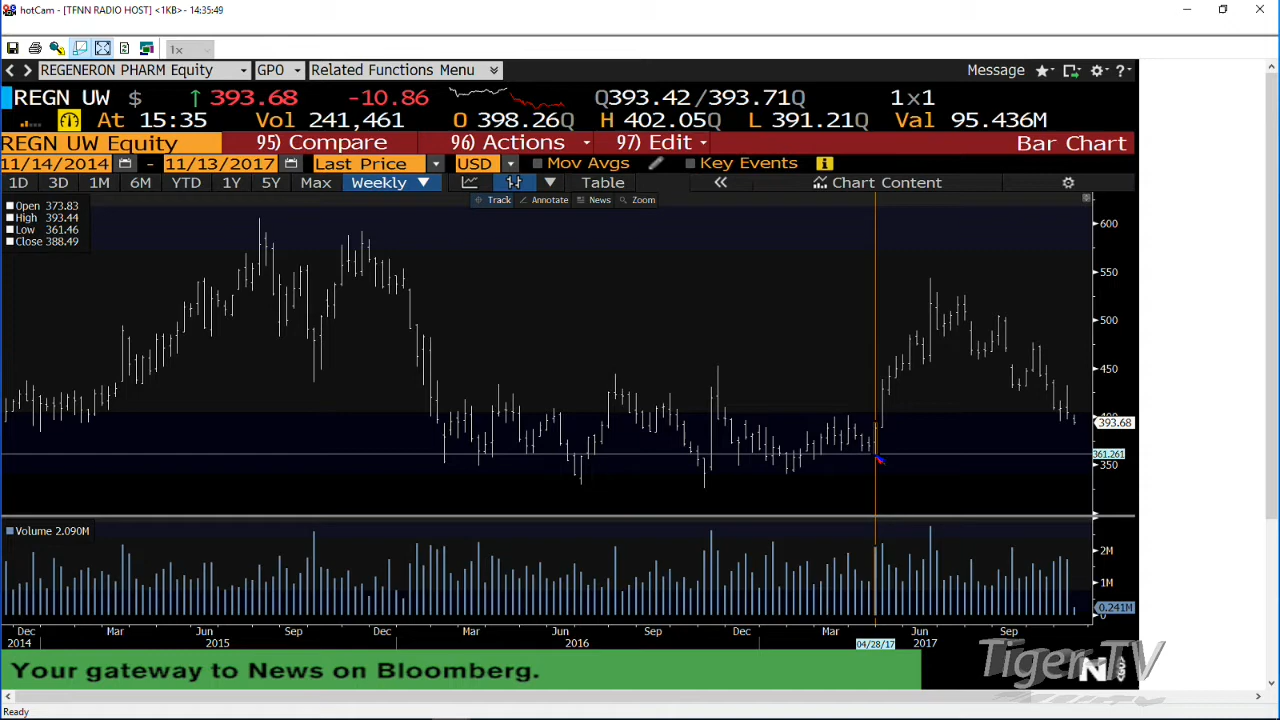 hotCam - [TFNN RADIO HOST] <1KB> - 14:35:49
1x
REGENERON PHARM Equity GPO Related Functions Menu Message ?
REGN UW $ ↑ 393.68 -10.86 Q393.42/393.71Q 1x1
At 15:35 Vol 241,461 O 398.26Q H 402.05Q L 391.21Q Val 95.436M
REGN UW Equity 95) Compare 96) Actions 97) Edit Bar Chart
11/14/2014 - 11/13/2017 Last Price USD Mov Avgs Key Events
1D 3D 1M 6M YTD 1Y 5Y Max Weekly ▼ Table « Chart Content
Track Annotate News Zoom
Open 373.83
High 393.44
Low 361.46
Close 388.49
600
550
500
450
400
393.68
361.261
350
Volume 2.090M
2M
1M
0.241M
0
Dec Mar Jun Sep Dec Mar Jun Sep Dec Mar Jun Sep
2014 2015 2016 04/28/17 2017
Your gateway to News on Bloomberg.
Tiger-TV
N
Ready